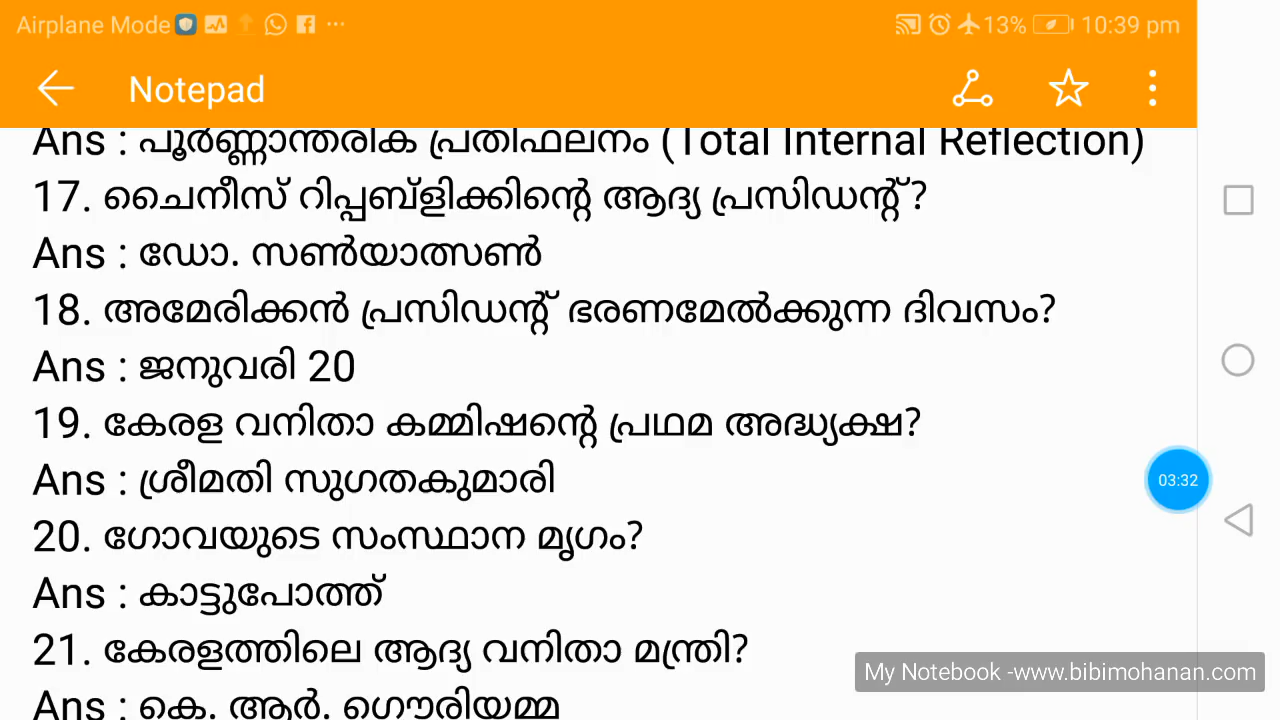 Airplane Mode ... 13% 10:39 pm
Notepad
Ans : പൂർണ്ണാന്തരിക പ്രതിഫലനം (Total Internal Reflection)
17. ചൈനീസ് റിപ്പബ്ളിക്കിന്റെ ആദ്യ പ്രസിഡന്റ്?
Ans : ഡോ. സൺയാത്സൺ
18. അമേരിക്കൻ പ്രസിഡന്റ് ഭരണമേൽക്കുന്ന ദിവസം?
Ans : ജനുവരി 20
19. കേരള വനിതാ കമ്മിഷന്റെ പ്രഥമ അദ്ധ്യക്ഷ?
Ans : ശ്രീമതി സുഗതകുമാരി
03:32
20. ഗോവയുടെ സംസ്ഥാന മൃഗം?
Ans : കാട്ടുപോത്ത്
21. കേരളത്തിലെ ആദ്യ വനിതാ മന്ത്രി?
My Notebook -www.bibimohanan.com
Ans : കെ. ആർ. ഗൌരിയമ്മ